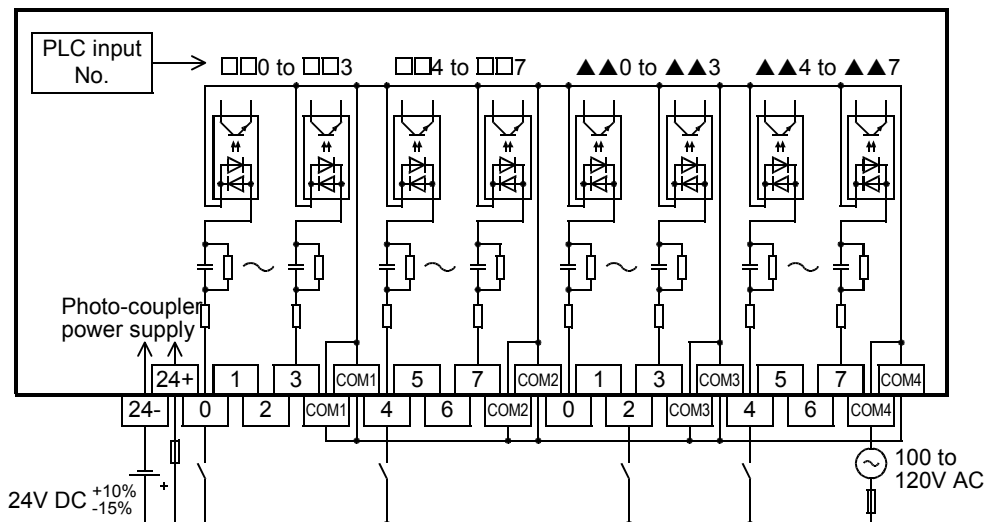 PLC input
No.
□□0 to □□3
□□4 to □□7
▲▲0 to ▲▲3
▲▲4 to ▲▲7
Photo-coupler
power supply
24+ 1 3 COM1 5 7 COM2 1 3 COM3 5 7 COM4
24- 0 2 COM1 4 6 COM2 0 2 COM3 4 6 COM4
24V DC +10%
-15%
+
100 to
120V AC